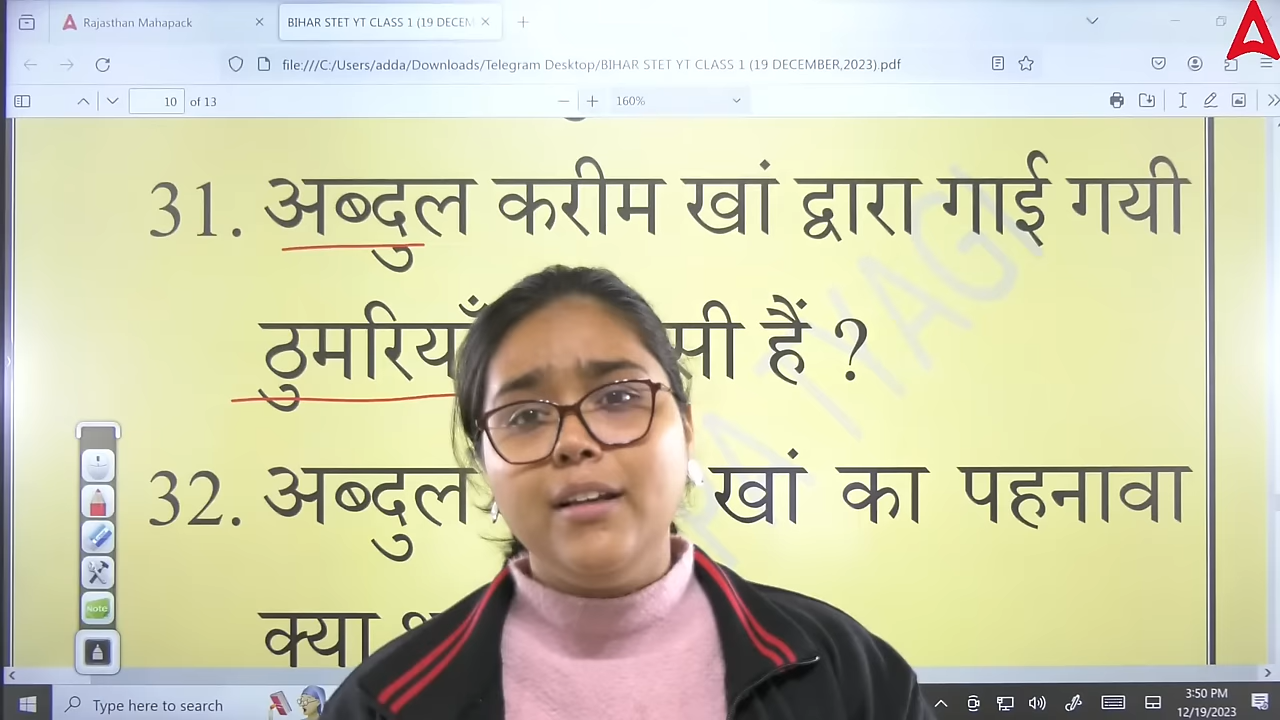 Rajasthan Mahapack
BIHAR STET YT CLASS 1 (19 DECEM
file:///C:/Users/adda/Downloads/Telegram Desktop/BIHAR STET YT CLASS 1 (19 DECEMBER,2023).pdf
10 of 13
160%
31. अब्दुल करीम खां द्वारा गाई गयी
हैं ?
32. अब्दुल खां का पहनावा
क्या
Note
Type here to search
3:50 PM
12/19/2023